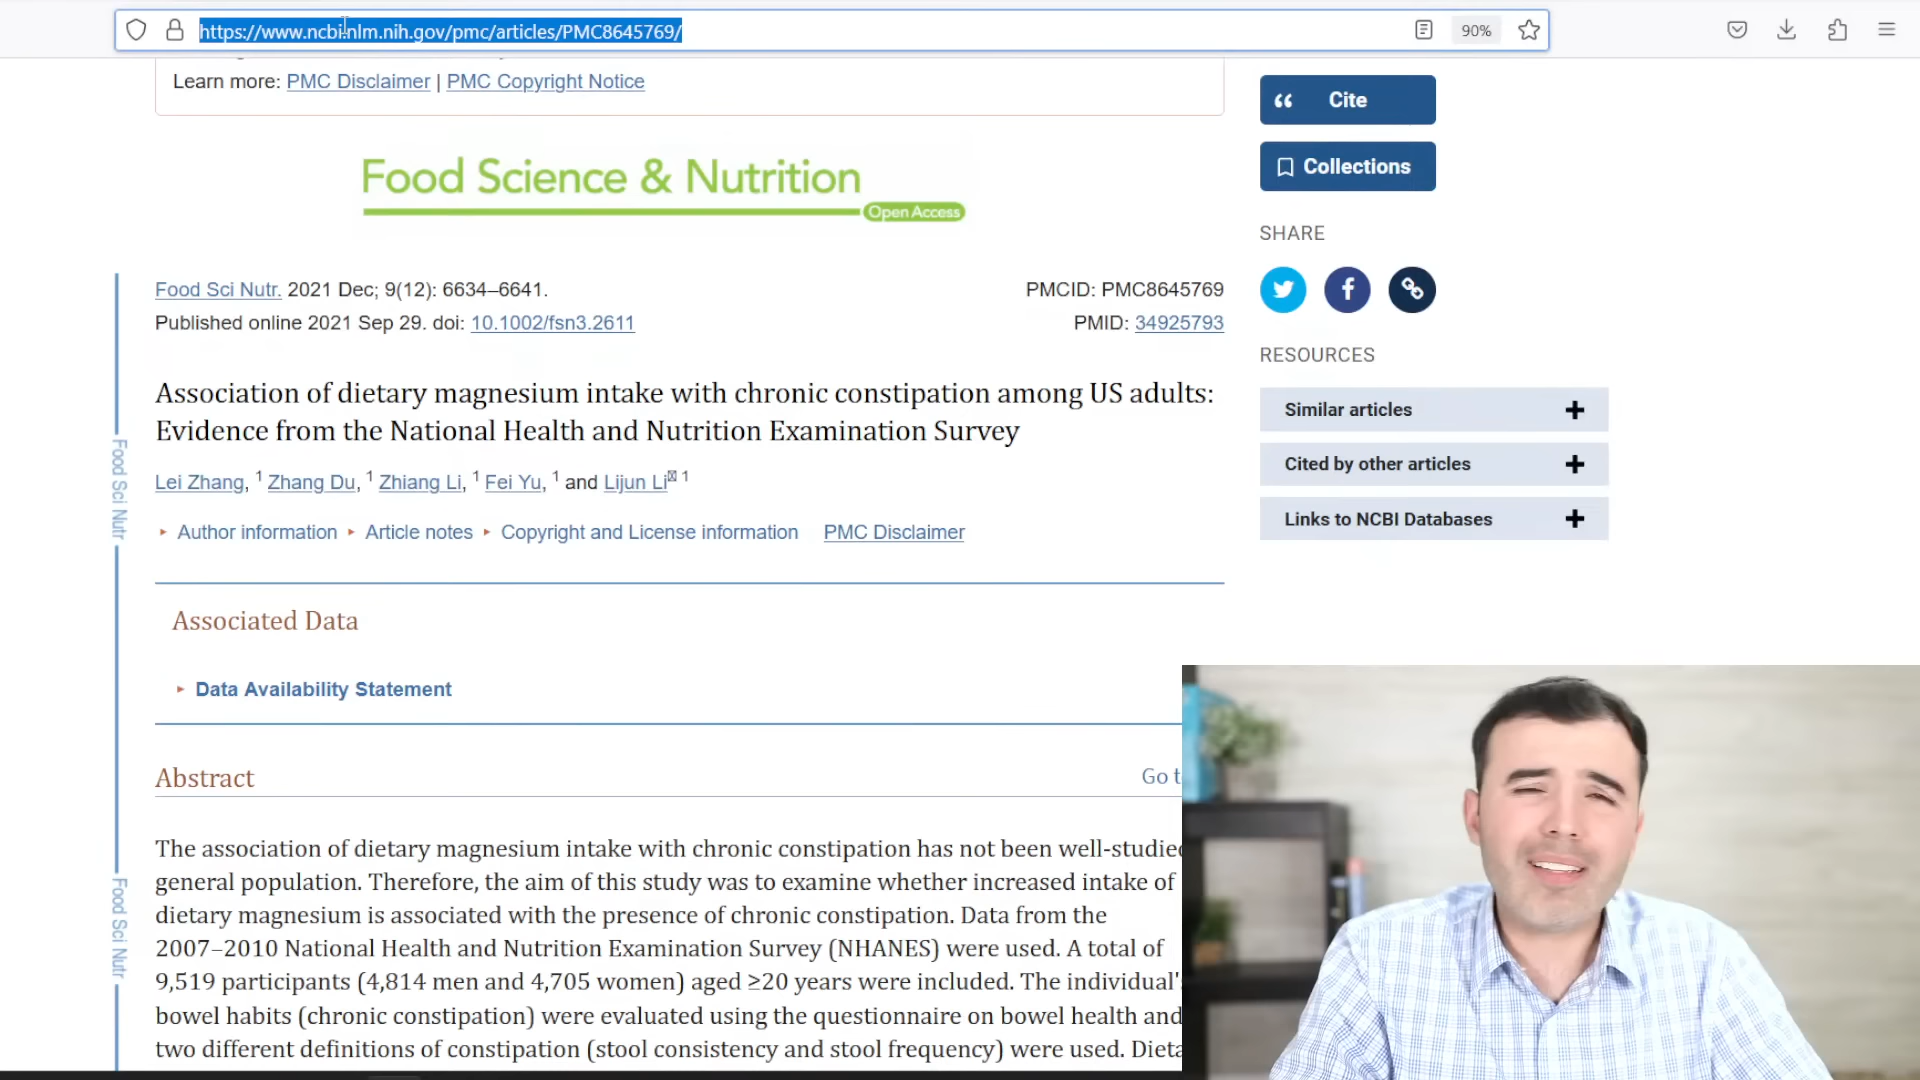 https://www.ncbi.nlm.nih.gov/pmc/articles/PMC8645769/
90%
Learn more: PMC Disclaimer | PMC Copyright Notice
Cite
Collections
Food Science & Nutrition
Open Access
SHARE
Food Sci Nutr. 2021 Dec; 9(12): 6634–6641.
PMCID: PMC8645769
Published online 2021 Sep 29. doi: 10.1002/fsn3.2611
PMID: 34925793
RESOURCES
Similar articles
Cited by other articles
Links to NCBI Databases
Association of dietary magnesium intake with chronic constipation among US adults:
Evidence from the National Health and Nutrition Examination Survey
Lei Zhang, 1 Zhang Du, 1 Zhiang Li, 1 Fei Yu, 1 and Lijun Li 1
Author information Article notes Copyright and License information PMC Disclaimer
Food Sci Nutr
Associated Data
Data Availability Statement
Abstract
Go t
The association of dietary magnesium intake with chronic constipation has not been well‐studied
general population. Therefore, the aim of this study was to examine whether increased intake of
dietary magnesium is associated with the presence of chronic constipation. Data from the
2007–2010 National Health and Nutrition Examination Survey (NHANES) were used. A total of
9,519 participants (4,814 men and 4,705 women) aged ≥20 years were included. The individual'
bowel habits (chronic constipation) were evaluated using the questionnaire on bowel health and
two different definitions of constipation (stool consistency and stool frequency) were used. Dieta
Food Sci Nutr